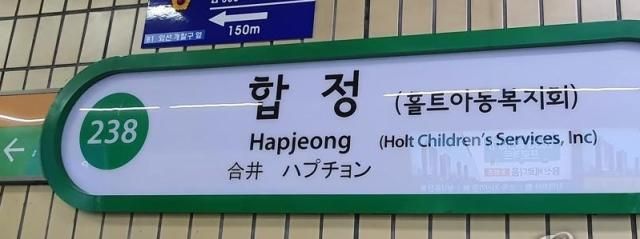 150m
238
합정 (홀트아동복지회)
Hapjeong (Holt Children's Services, Inc)
合井 ハプチョン